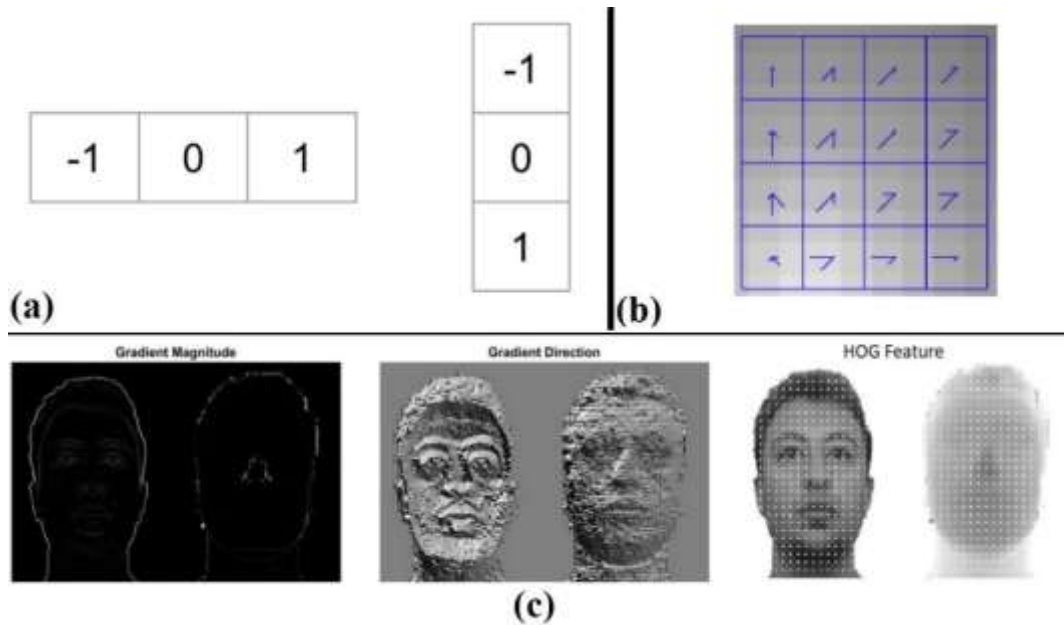 -1 0 1
-1
0
1
(a)
(b)
Gradient Magnitude
Gradient Direction
HOG Feature
(c)